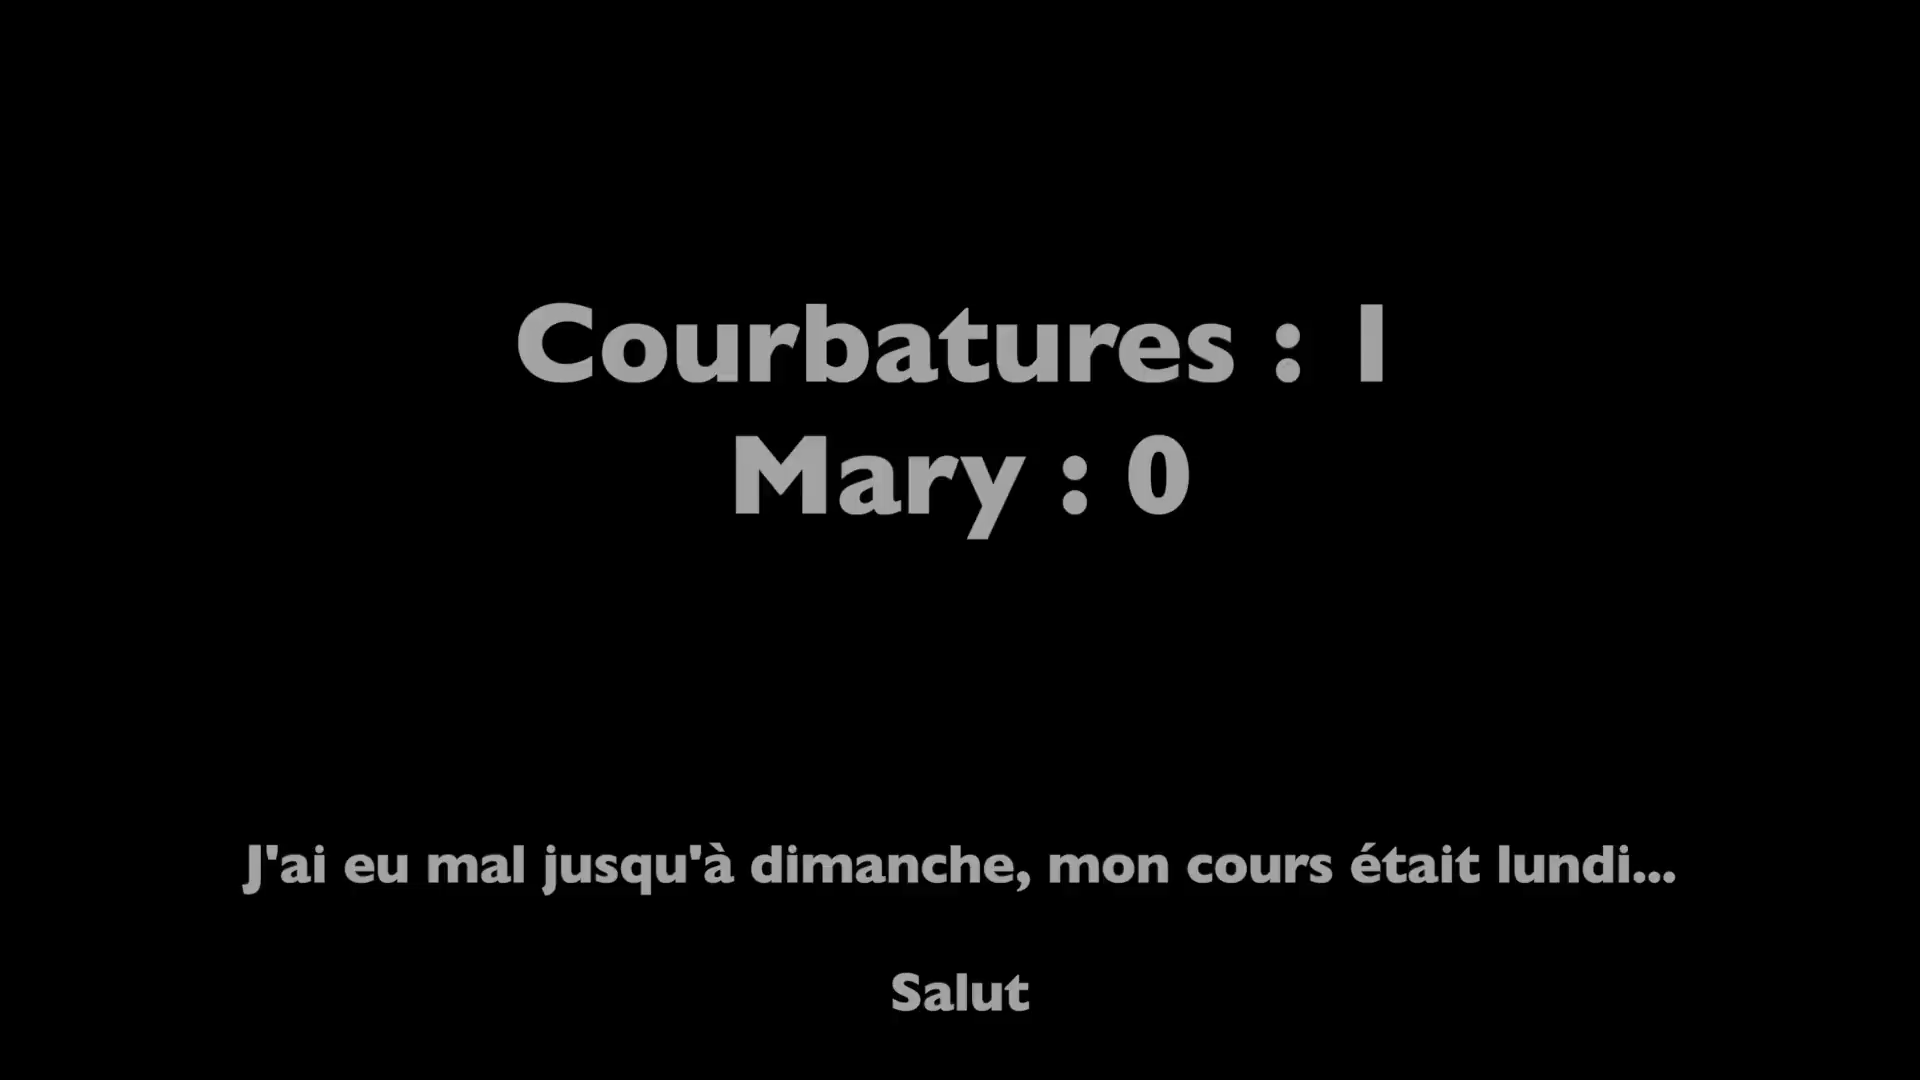 Courbatures : 1
Mary : 0
J'ai eu mal jusqu'à dimanche, mon cours était lundi...
Salut